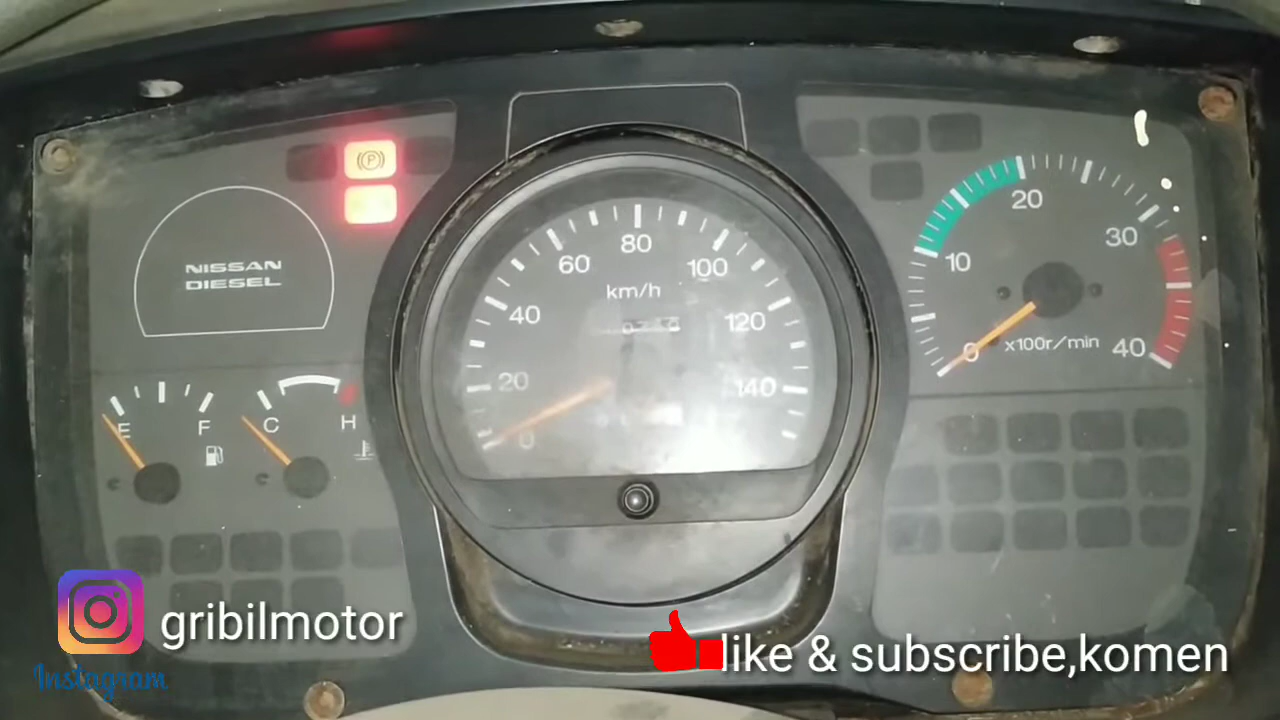 P
NISSAN
DIESEL
E
F
C
H
0
20
40
60
80
100
120
140
km/h
0
10
20
30
40
x100r/min
Instagram
gribilmotor
like & subscribe,komen